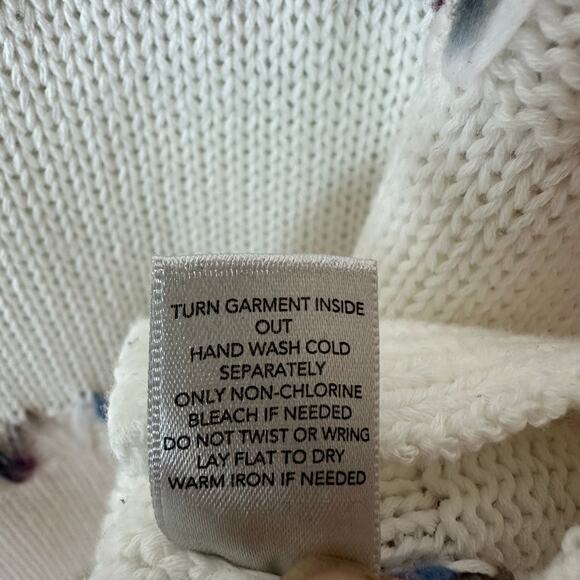 TURN GARMENT INSIDE
OUT
HAND WASH COLD
SEPARATELY
ONLY NON-CHLORINE
BLEACH IF NEEDED
DO NOT TWIST OR WRING
LAY FLAT TO DRY
WARM IRON IF NEEDED